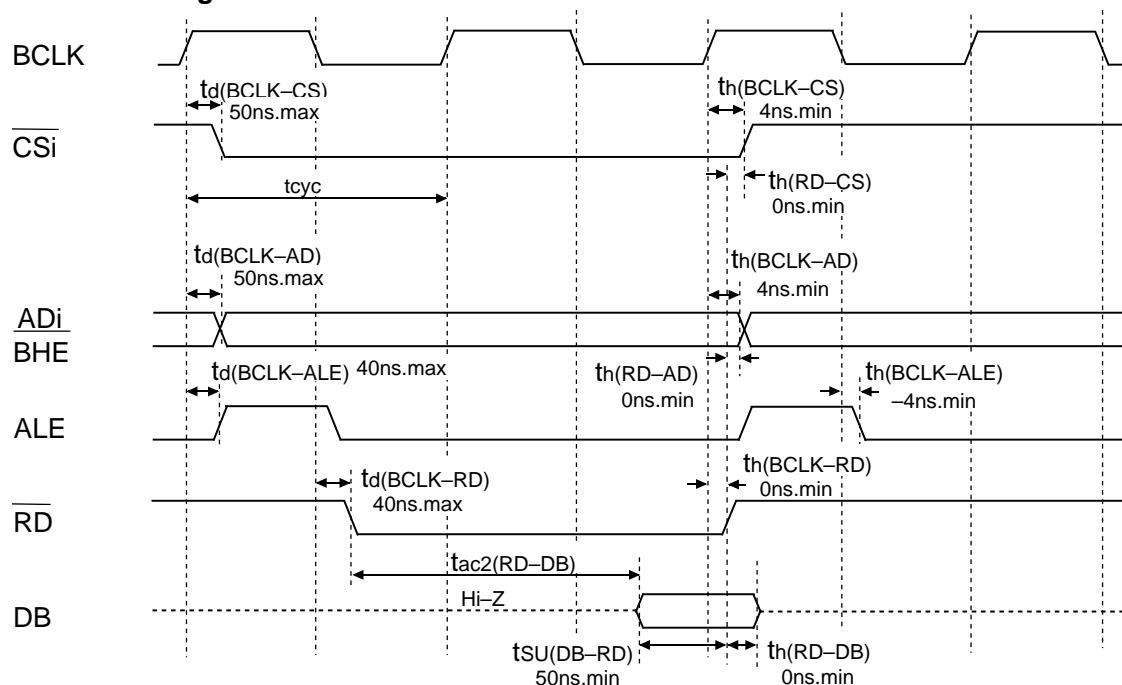 BCLK
td(BCLK–CS)
50ns.max
th(BCLK–CS)
4ns.min
CSi
tcyc
th(RD–CS)
0ns.min
td(BCLK–AD)
50ns.max
th(BCLK–AD)
4ns.min
ADi
BHE
td(BCLK–ALE) 40ns.max
th(RD–AD)
0ns.min
th(BCLK–ALE)
–4ns.min
ALE
td(BCLK–RD)
40ns.max
th(BCLK–RD)
0ns.min
RD
tac2(RD–DB)
Hi–Z
DB
tSU(DB–RD)
50ns.min
th(RD–DB)
0ns.min